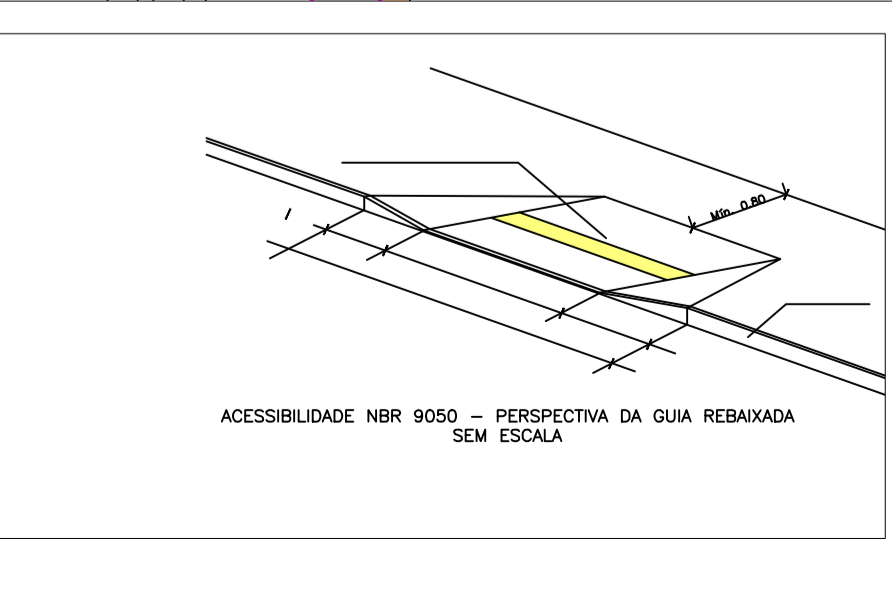 Mín. 0.80
ACESSIBILIDADE NBR 9050 – PERSPECTIVA DA GUIA REBAIXADA
SEM ESCALA